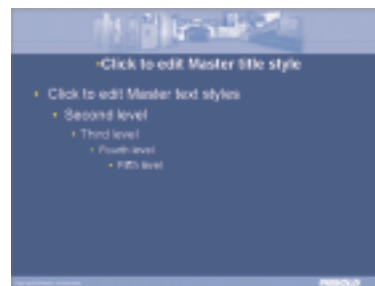 Click to edit Master title style
Click to edit Master text styles
Second level
Third level
Fourth level
Fifth level